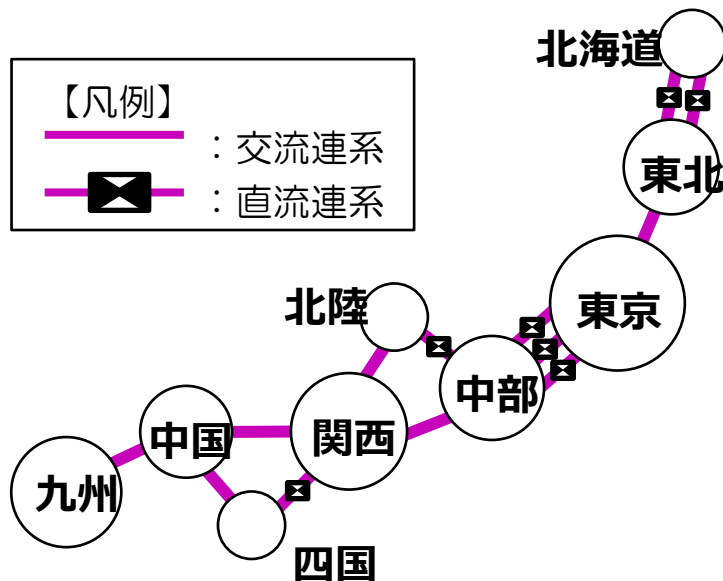 北海道
【凡例】
：交流連系
：直流連系
東北
北陸
東京
中部
中国
関西
九州
四国